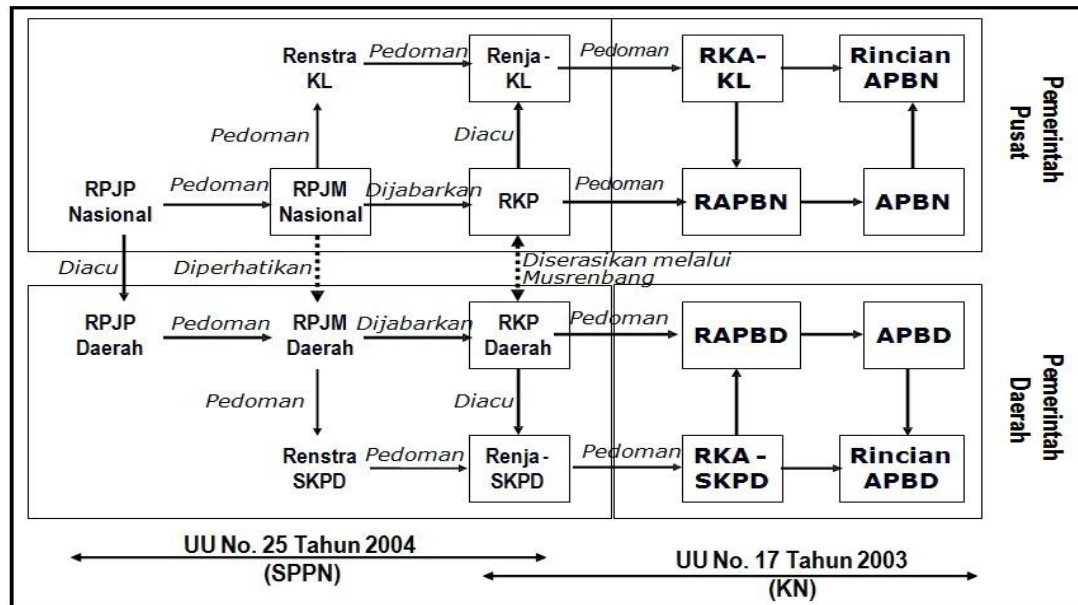 Renstra
KL
Pedoman
Renja -
KL
Pedoman
RKA-
KL
Rincian
APBN
Pemerintah
Pusat
Pedoman
Diacu
RPJP
Nasional
Pedoman
RPJM
Nasional
Dijabarkan
RKP
Pedoman
RAPBN
APBN
Diacu
Diperhatikan
Diserasikan melalui
Musrenbang
RPJP
Daerah
Pedoman
RPJM
Daerah
Dijabarkan
RKP
Daerah
Pedoman
RAPBD
APBD
Pemerintah
Daerah
Pedoman
Diacu
Renstra
SKPD
Pedoman
Renja-
SKPD
Pedoman
RKA -
SKPD
Rincian
APBD
UU No. 25 Tahun 2004
(SPPN)
UU No. 17 Tahun 2003
(KN)